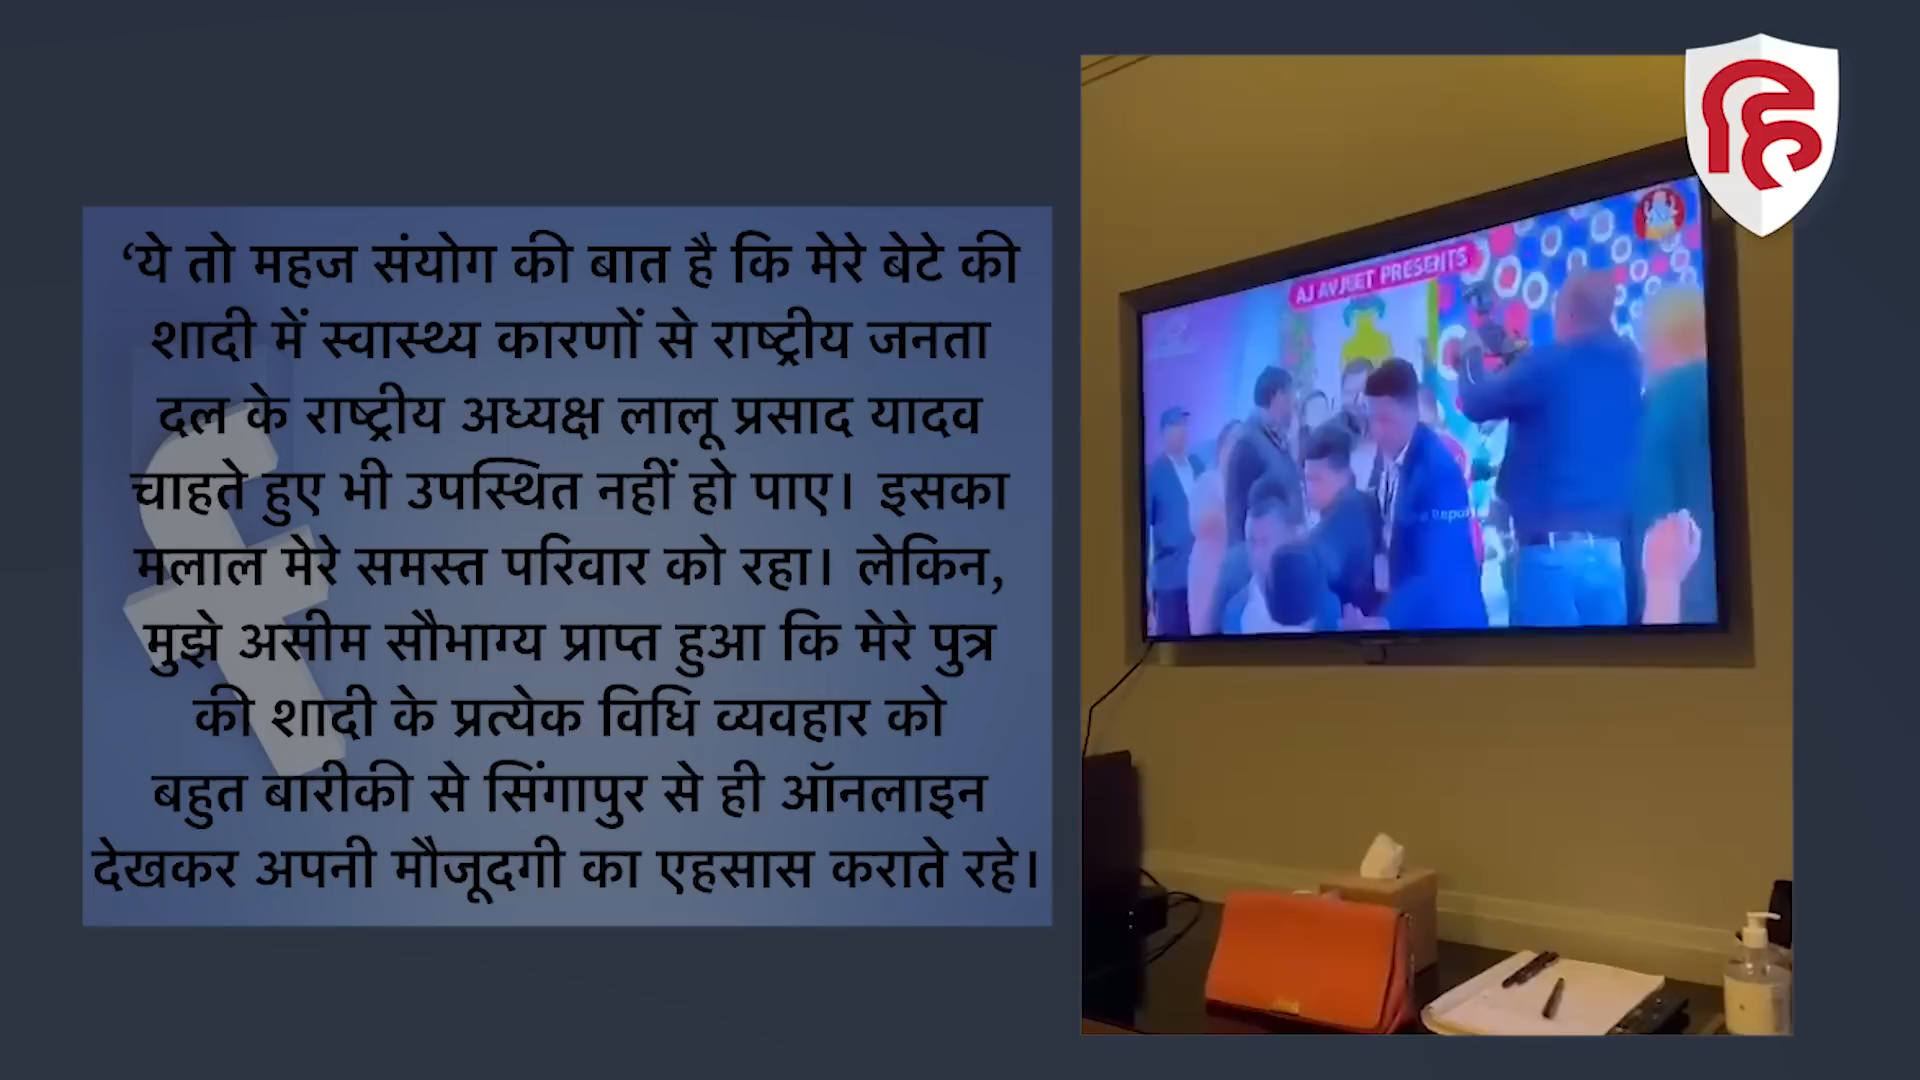 ‘ये तो महज संयोग की बात है कि मेरे बेटे की
शादी में स्वास्थ्य कारणों से राष्ट्रीय जनता
दल के राष्ट्रीय अध्यक्ष लालू प्रसाद यादव
चाहते हुए भी उपस्थित नहीं हो पाए। इसका
मलाल मेरे समस्त परिवार को रहा। लेकिन,
मुझे असीम सौभाग्य प्राप्त हुआ कि मेरे पुत्र
की शादी के प्रत्येक विधि व्यवहार को
बहुत बारीकी से सिंगापुर से ही ऑनलाइन
देखकर अपनी मौजूदगी का एहसास कराते रहे।
हि
AJ AVJEET PRESENTS